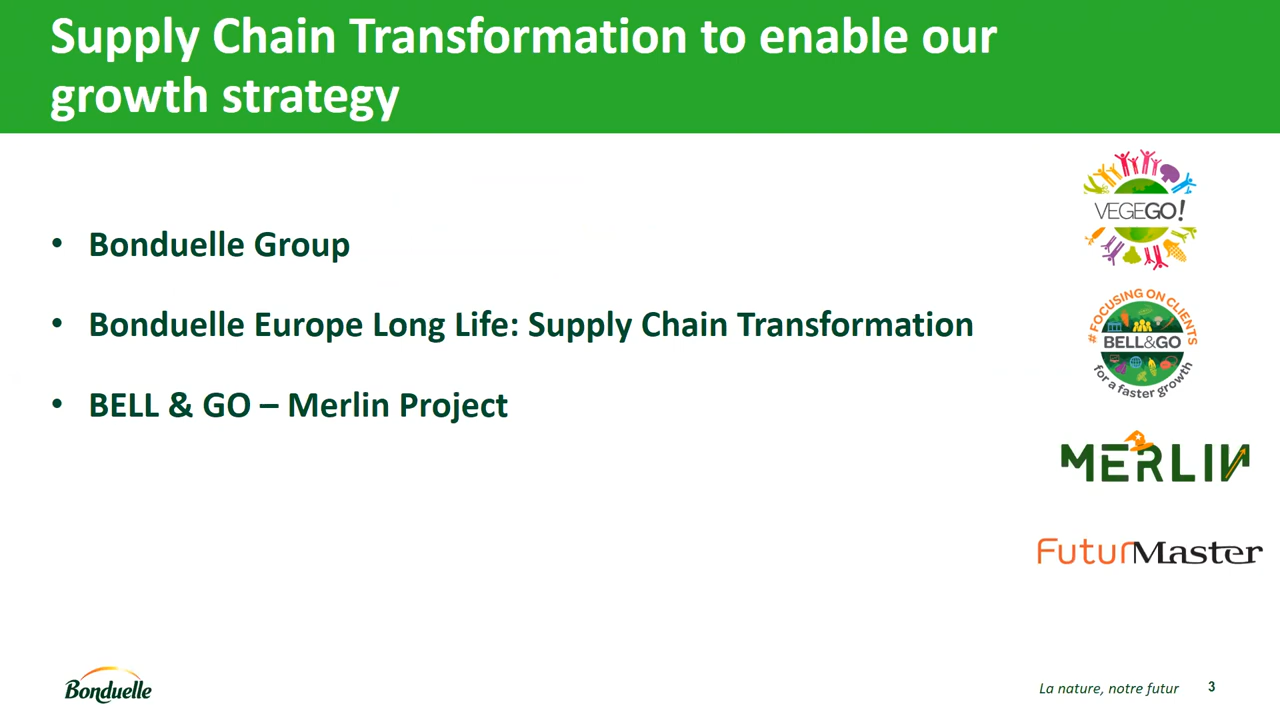 Supply Chain Transformation to enable our
growth strategy
• Bonduelle Group
• Bonduelle Europe Long Life: Supply Chain Transformation
• BELL & GO – Merlin Project
VEGEGO!
#FOCUSING ON CLIENTS
BELL&GO
for a faster growth
MERLIN
FuturMaster
Bonduelle
La nature, notre futur 3